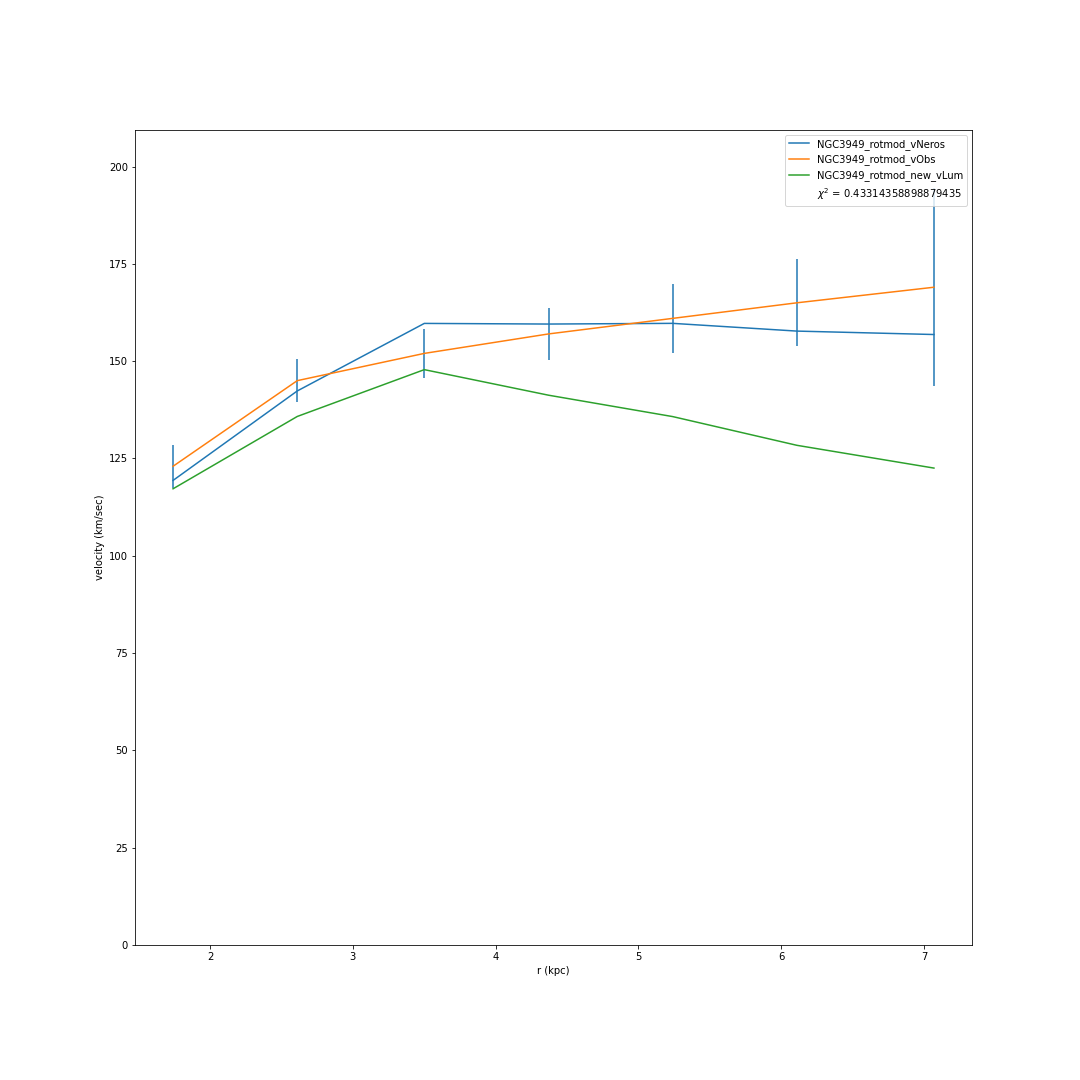 NGC3949_rotmod_vNeros
NGC3949_rotmod_vObs
NGC3949_rotmod_new_vLum
χ² = 0.43314358898879435
200
175
150
125
100
75
50
25
0
velocity (km/sec)
2 3 4 5 6 7
r (kpc)